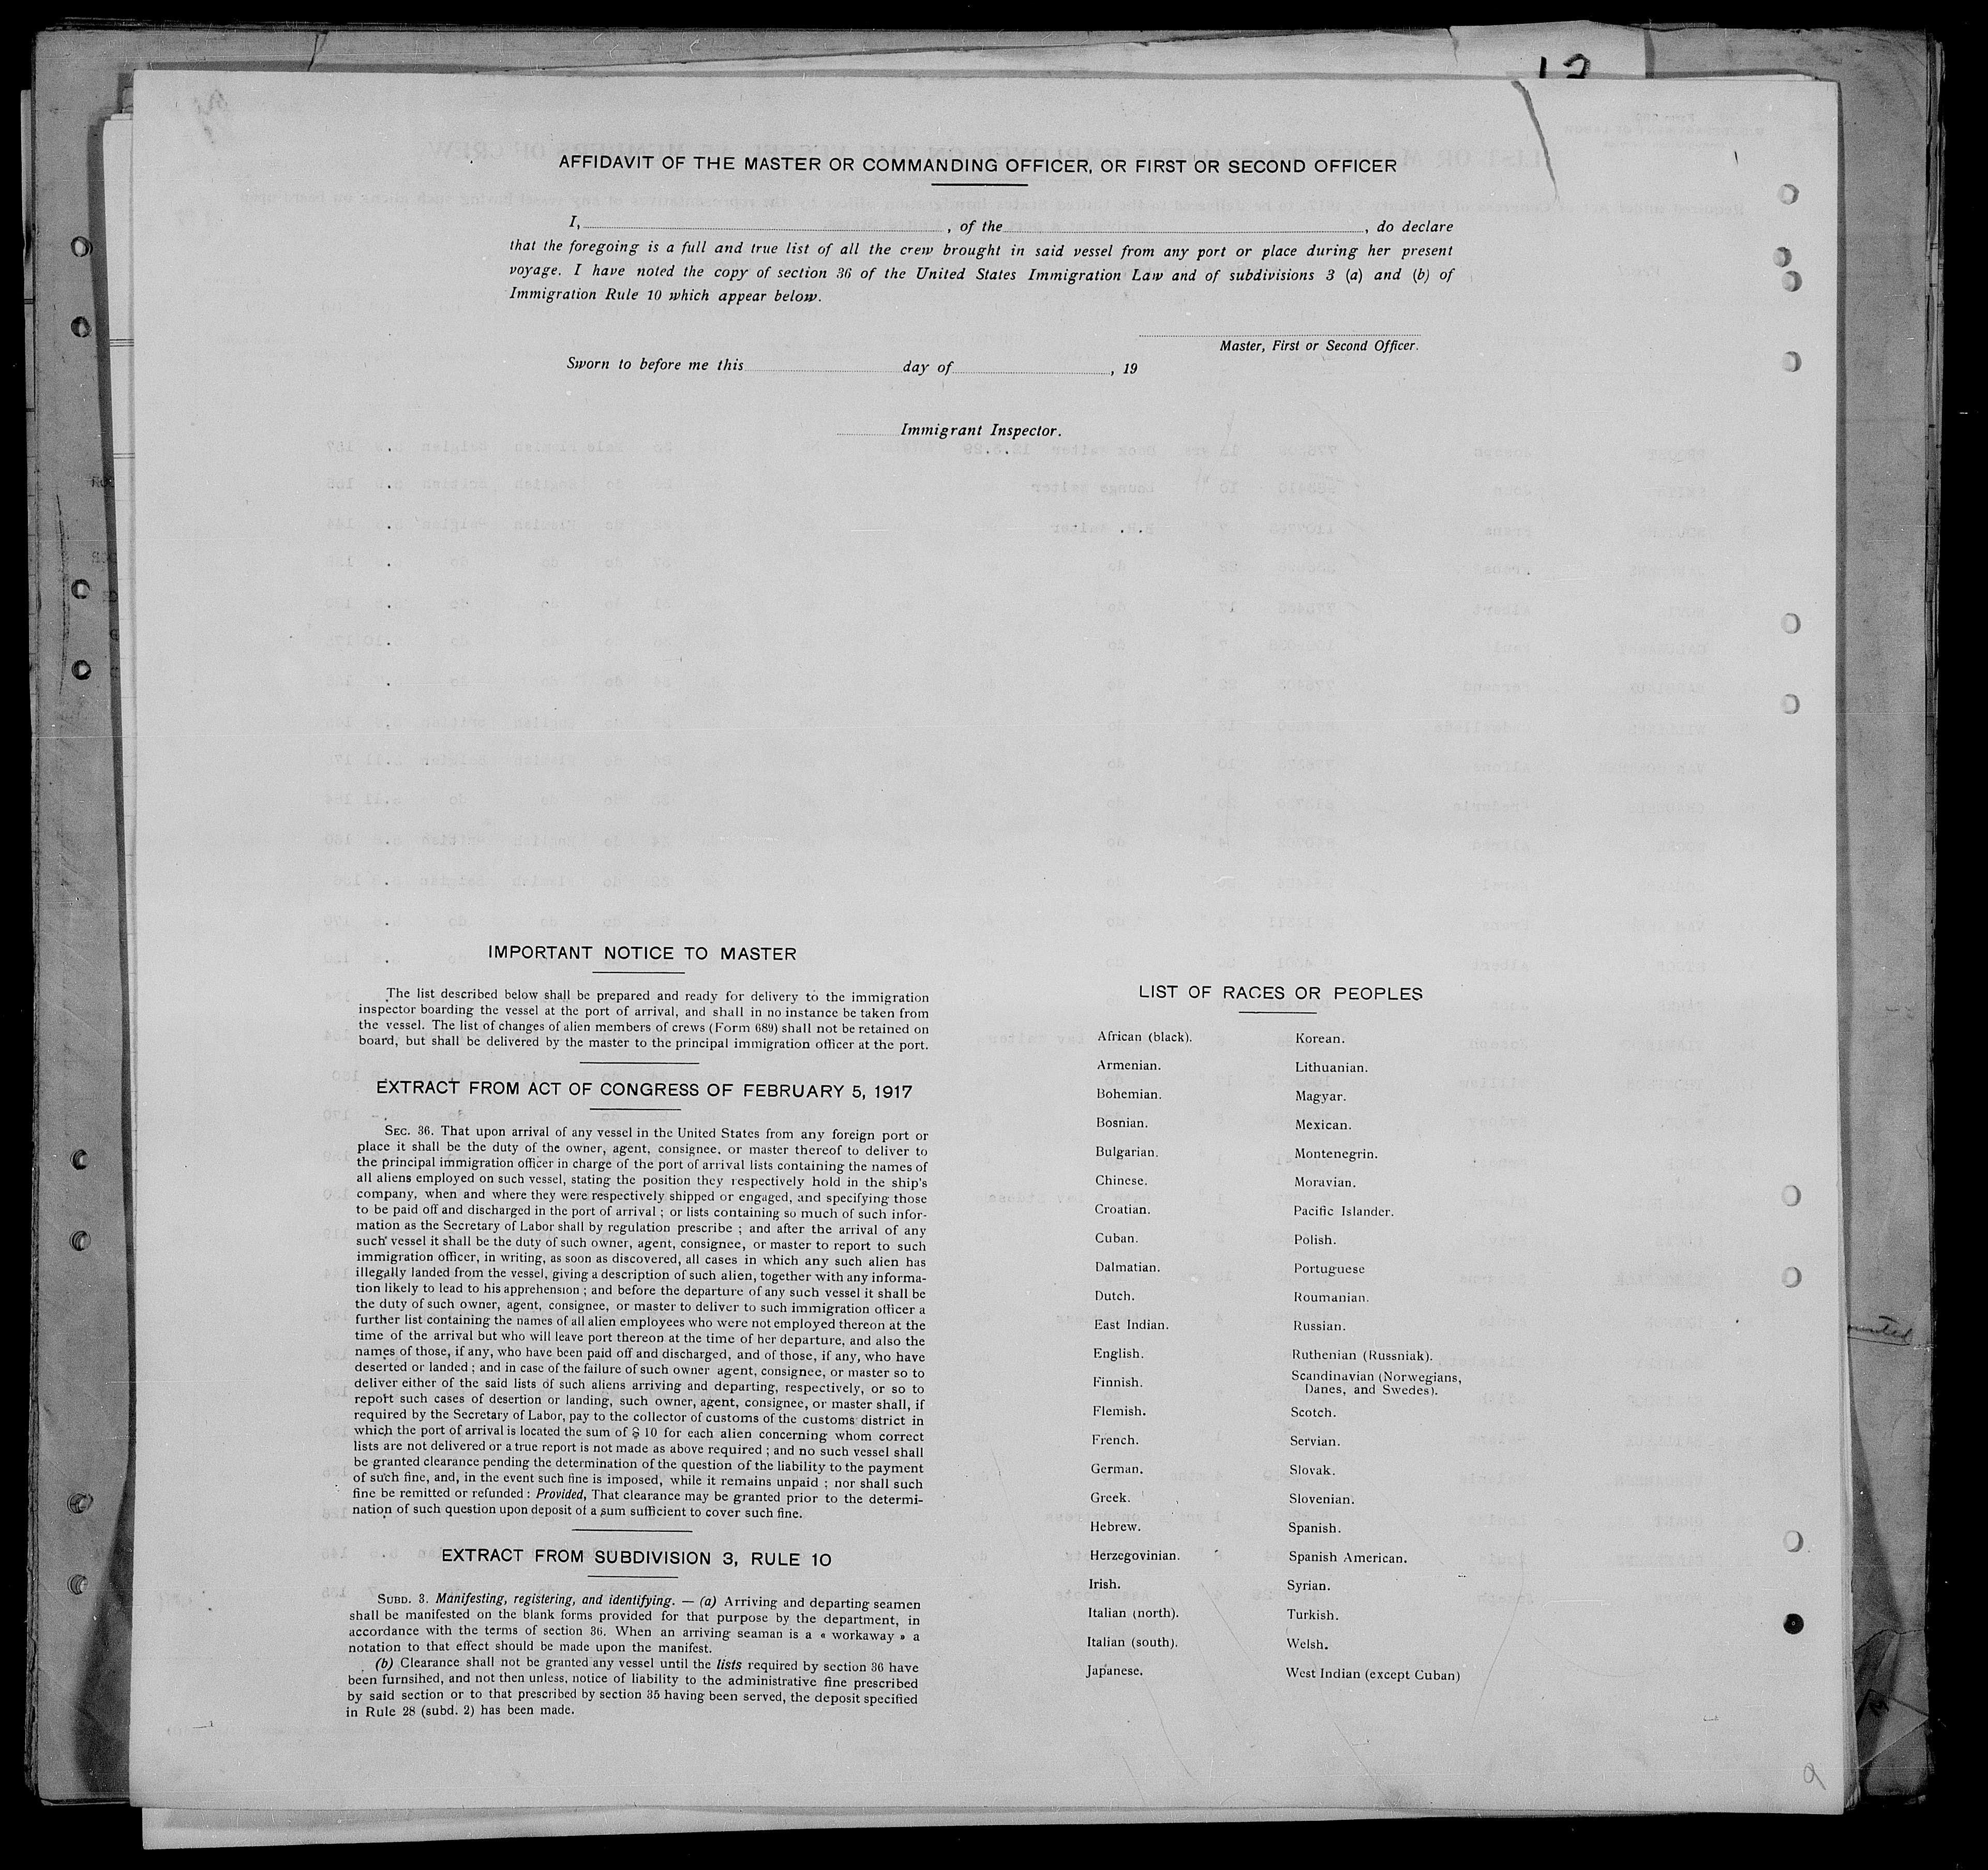 12
AFFIDAVIT OF THE MASTER OR COMMANDING OFFICER, OR FIRST OR SECOND OFFICER
I, , of the , do declare
that the foregoing is a full and true list of all the crew brought in said vessel from any port or place during her present
voyage. I have noted the copy of section 36 of the United States Immigration Law and of subdivisions 3 (a) and (b) of
Immigration Rule 10 which appear below.
Master, First or Second Officer.
Sworn to before me this day of , 19
Immigrant Inspector.
IMPORTANT NOTICE TO MASTER
The list described below shall be prepared and ready for delivery to the immigration
inspector boarding the vessel at the port of arrival, and shall in no instance be taken from
the vessel. The list of changes of alien members of crews (Form 689) shall not be retained on
board, but shall be delivered by the master to the principal immigration officer at the port.
EXTRACT FROM ACT OF CONGRESS OF FEBRUARY 5, 1917
SEC. 36. That upon arrival of any vessel in the United States from any foreign port or
place it shall be the duty of the owner, agent, consignee, or master thereof to deliver to
the principal immigration officer in charge of the port of arrival lists containing the names of
all aliens employed on such vessel, stating the position they respectively hold in the ship's
company, when and where they were respectively shipped or engaged, and specifying those
to be paid off and discharged in the port of arrival ; or lists containing so much of such infor-
mation as the Secretary of Labor shall by regulation prescribe ; and after the arrival of any
such vessel it shall be the duty of such owner, agent, consignee, or master to report to such
immigration officer, in writing, as soon as discovered, all cases in which any such alien has
illegally landed from the vessel, giving a description of such alien, together with any informa-
tion likely to lead to his apprehension ; and before the departure of any such vessel it shall be
the duty of such owner, agent, consignee, or master to deliver to such immigration officer a
further list containing the names of all alien employees who were not employed thereon at the
time of the arrival but who will leave port thereon at the time of her departure, and also the
names of those, if any, who have been paid off and discharged, and of those, if any, who have
deserted or landed ; and in case of the failure of such owner agent, consignee, or master so to
deliver either of the said lists of such aliens arriving and departing, respectively, or so to
report such cases of desertion or landing, such owner, agent, consignee, or master shall, if
required by the Secretary of Labor, pay to the collector of customs of the customs district in
which the port of arrival is located the sum of $ 10 for each alien concerning whom correct
lists are not delivered or a true report is not made as above required ; and no such vessel shall
be granted clearance pending the determination of the question of the liability to the payment
of such fine, and, in the event such fine is imposed, while it remains unpaid ; nor shall such
fine be remitted or refunded : Provided, That clearance may be granted prior to the determi-
nation of such question upon deposit of a sum sufficient to cover such fine.
EXTRACT FROM SUBDIVISION 3, RULE 10
SUBD. 3. Manifesting, registering, and identifying. — (a) Arriving and departing seamen
shall be manifested on the blank forms provided for that purpose by the department, in
accordance with the terms of section 36. When an arriving seaman is a « workaway » a
notation to that effect should be made upon the manifest.
(b) Clearance shall not be granted any vessel until the lists required by section 36 have
been furnsihed, and not then unless, notice of liability to the administrative fine prescribed
by said section or to that prescribed by section 35 having been served, the deposit specified
in Rule 28 (subd. 2) has been made.
LIST OF RACES OR PEOPLES
African (black).
Armenian.
Bohemian.
Bosnian.
Bulgarian.
Chinese.
Croatian.
Cuban.
Dalmatian.
Dutch.
East Indian.
English.
Finnish.
Flemish.
French.
German.
Greek.
Hebrew.
Herzegovinian.
Irish.
Italian (north).
Italian (south).
Japanese.
Korean.
Lithuanian.
Magyar.
Mexican.
Montenegrin.
Moravian.
Pacific Islander.
Polish.
Portuguese
Roumanian.
Russian.
Ruthenian (Russniak).
Scandinavian (Norwegians,
Danes, and Swedes).
Scotch.
Servian.
Slovak.
Slovenian.
Spanish.
Spanish American.
Syrian.
Turkish.
Welsh.
West Indian (except Cuban)
9